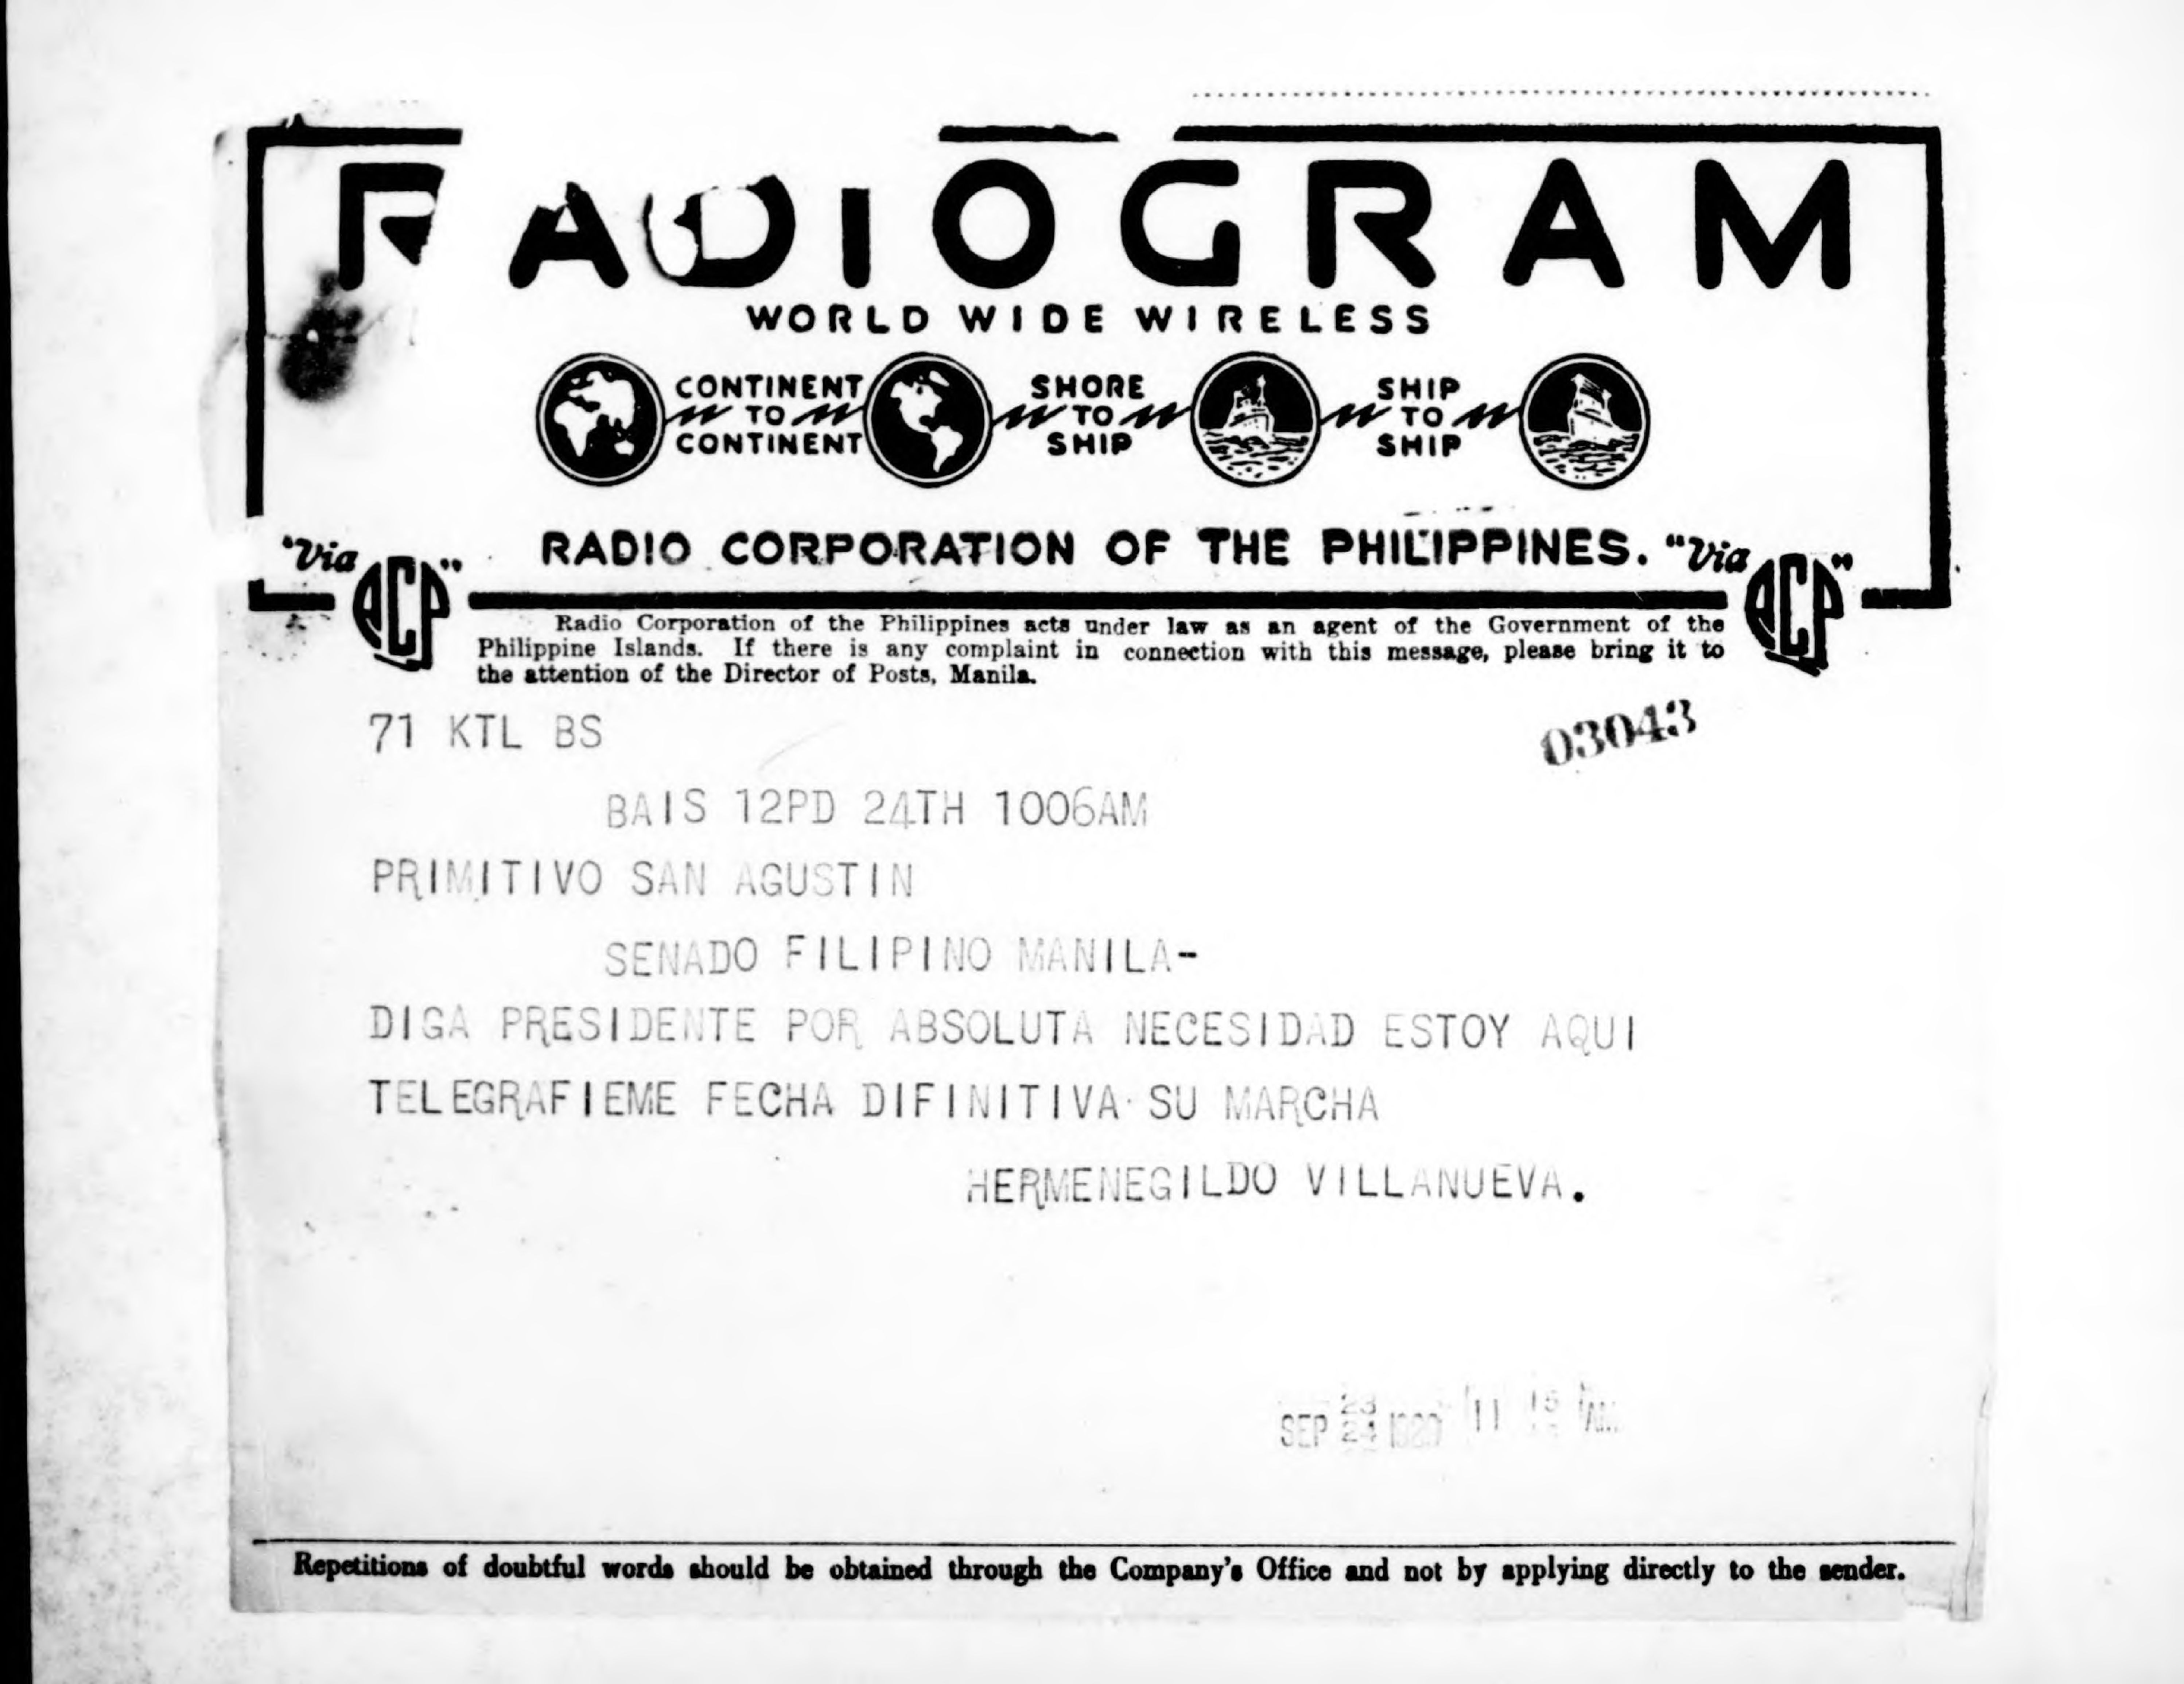 RADIOGRAM
WORLD WIDE WIRELESS
CONTINENT TO CONTINENT
SHORE TO SHIP
SHIP TO SHIP
"Via RCP" RADIO CORPORATION OF THE PHILIPPINES. "Via RCP"
Radio Corporation of the Philippines acts under law as an agent of the Government of the
Philippine Islands. If there is any complaint in connection with this message, please bring it to
the attention of the Director of Posts, Manila.
71 KTL BS
03043
BAIS 12PD 24TH 1006AM
PRIMITIVO SAN AGUSTIN
SENADO FILIPINO MANILA-
DIGA PRESIDENTE POR ABSOLUTA NECESIDAD ESTOY AQUI
TELEGRAFIEME FECHA DIFINITIVA SU MARCHA
HERMENEGILDO VILLANUEVA.
SEP 24 11 AM
Repetitions of doubtful words should be obtained through the Company's Office and not by applying directly to the sender.